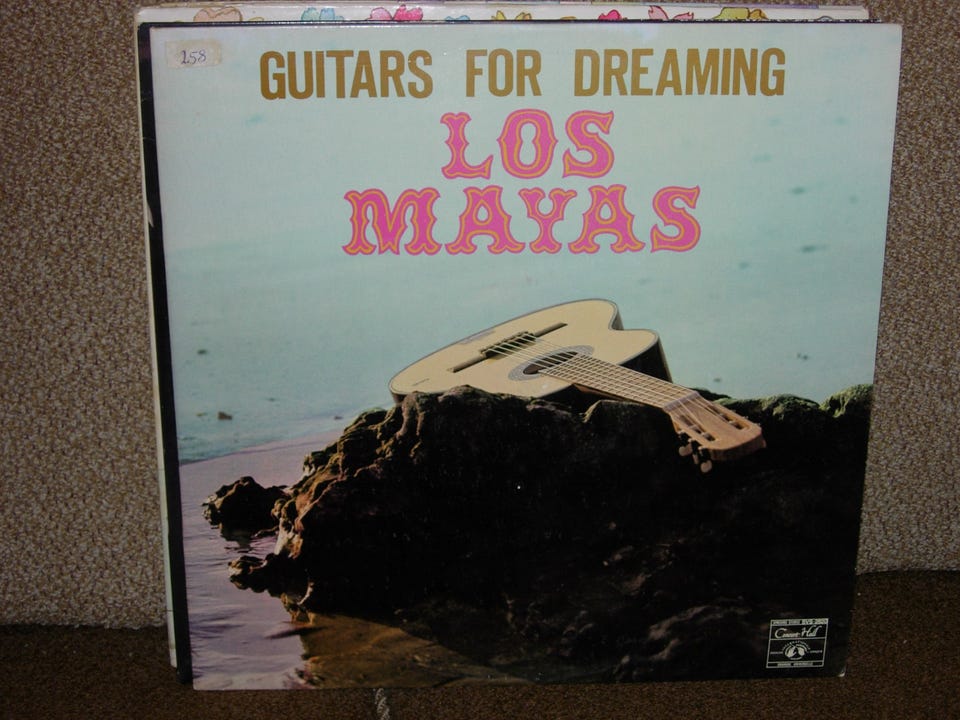 158
GUITARS FOR DREAMING
LOS
MAYAS
Concert-Hall